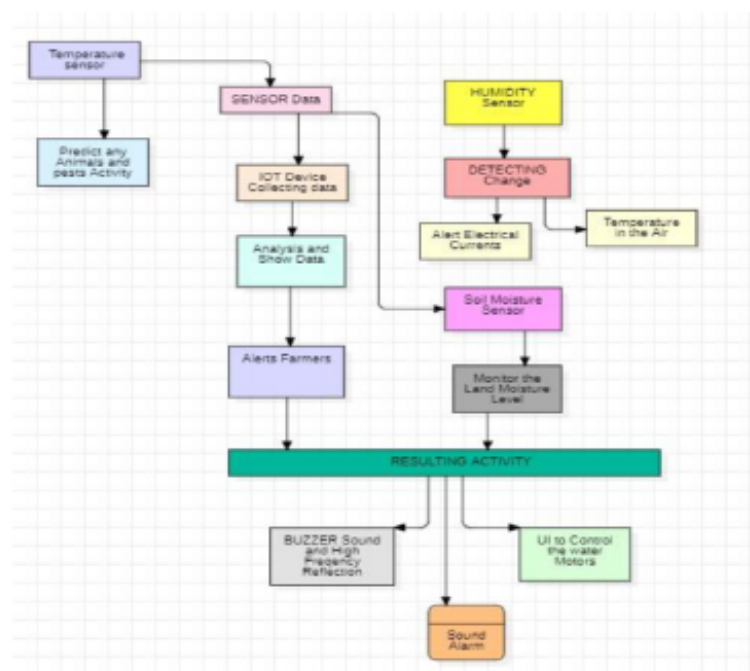 Temperature
sensor
SENSOR Data
HUMIDITY
Sensor
Predict any
Animals and
pests Activity
IOT Device
Collecting data
DETECTING
Change
Alert Electrical
Currents
Temperature
in the Air
Analysis and
Show Data
Soil Moisture
Sensor
Alerts Farmers
Monitor the
Land Moisture
Level
RESULTING ACTIVITY
BUZZER Sound
and High
Freqency
Reflection
UI to Control
the water
Motors
Sound
Alarm